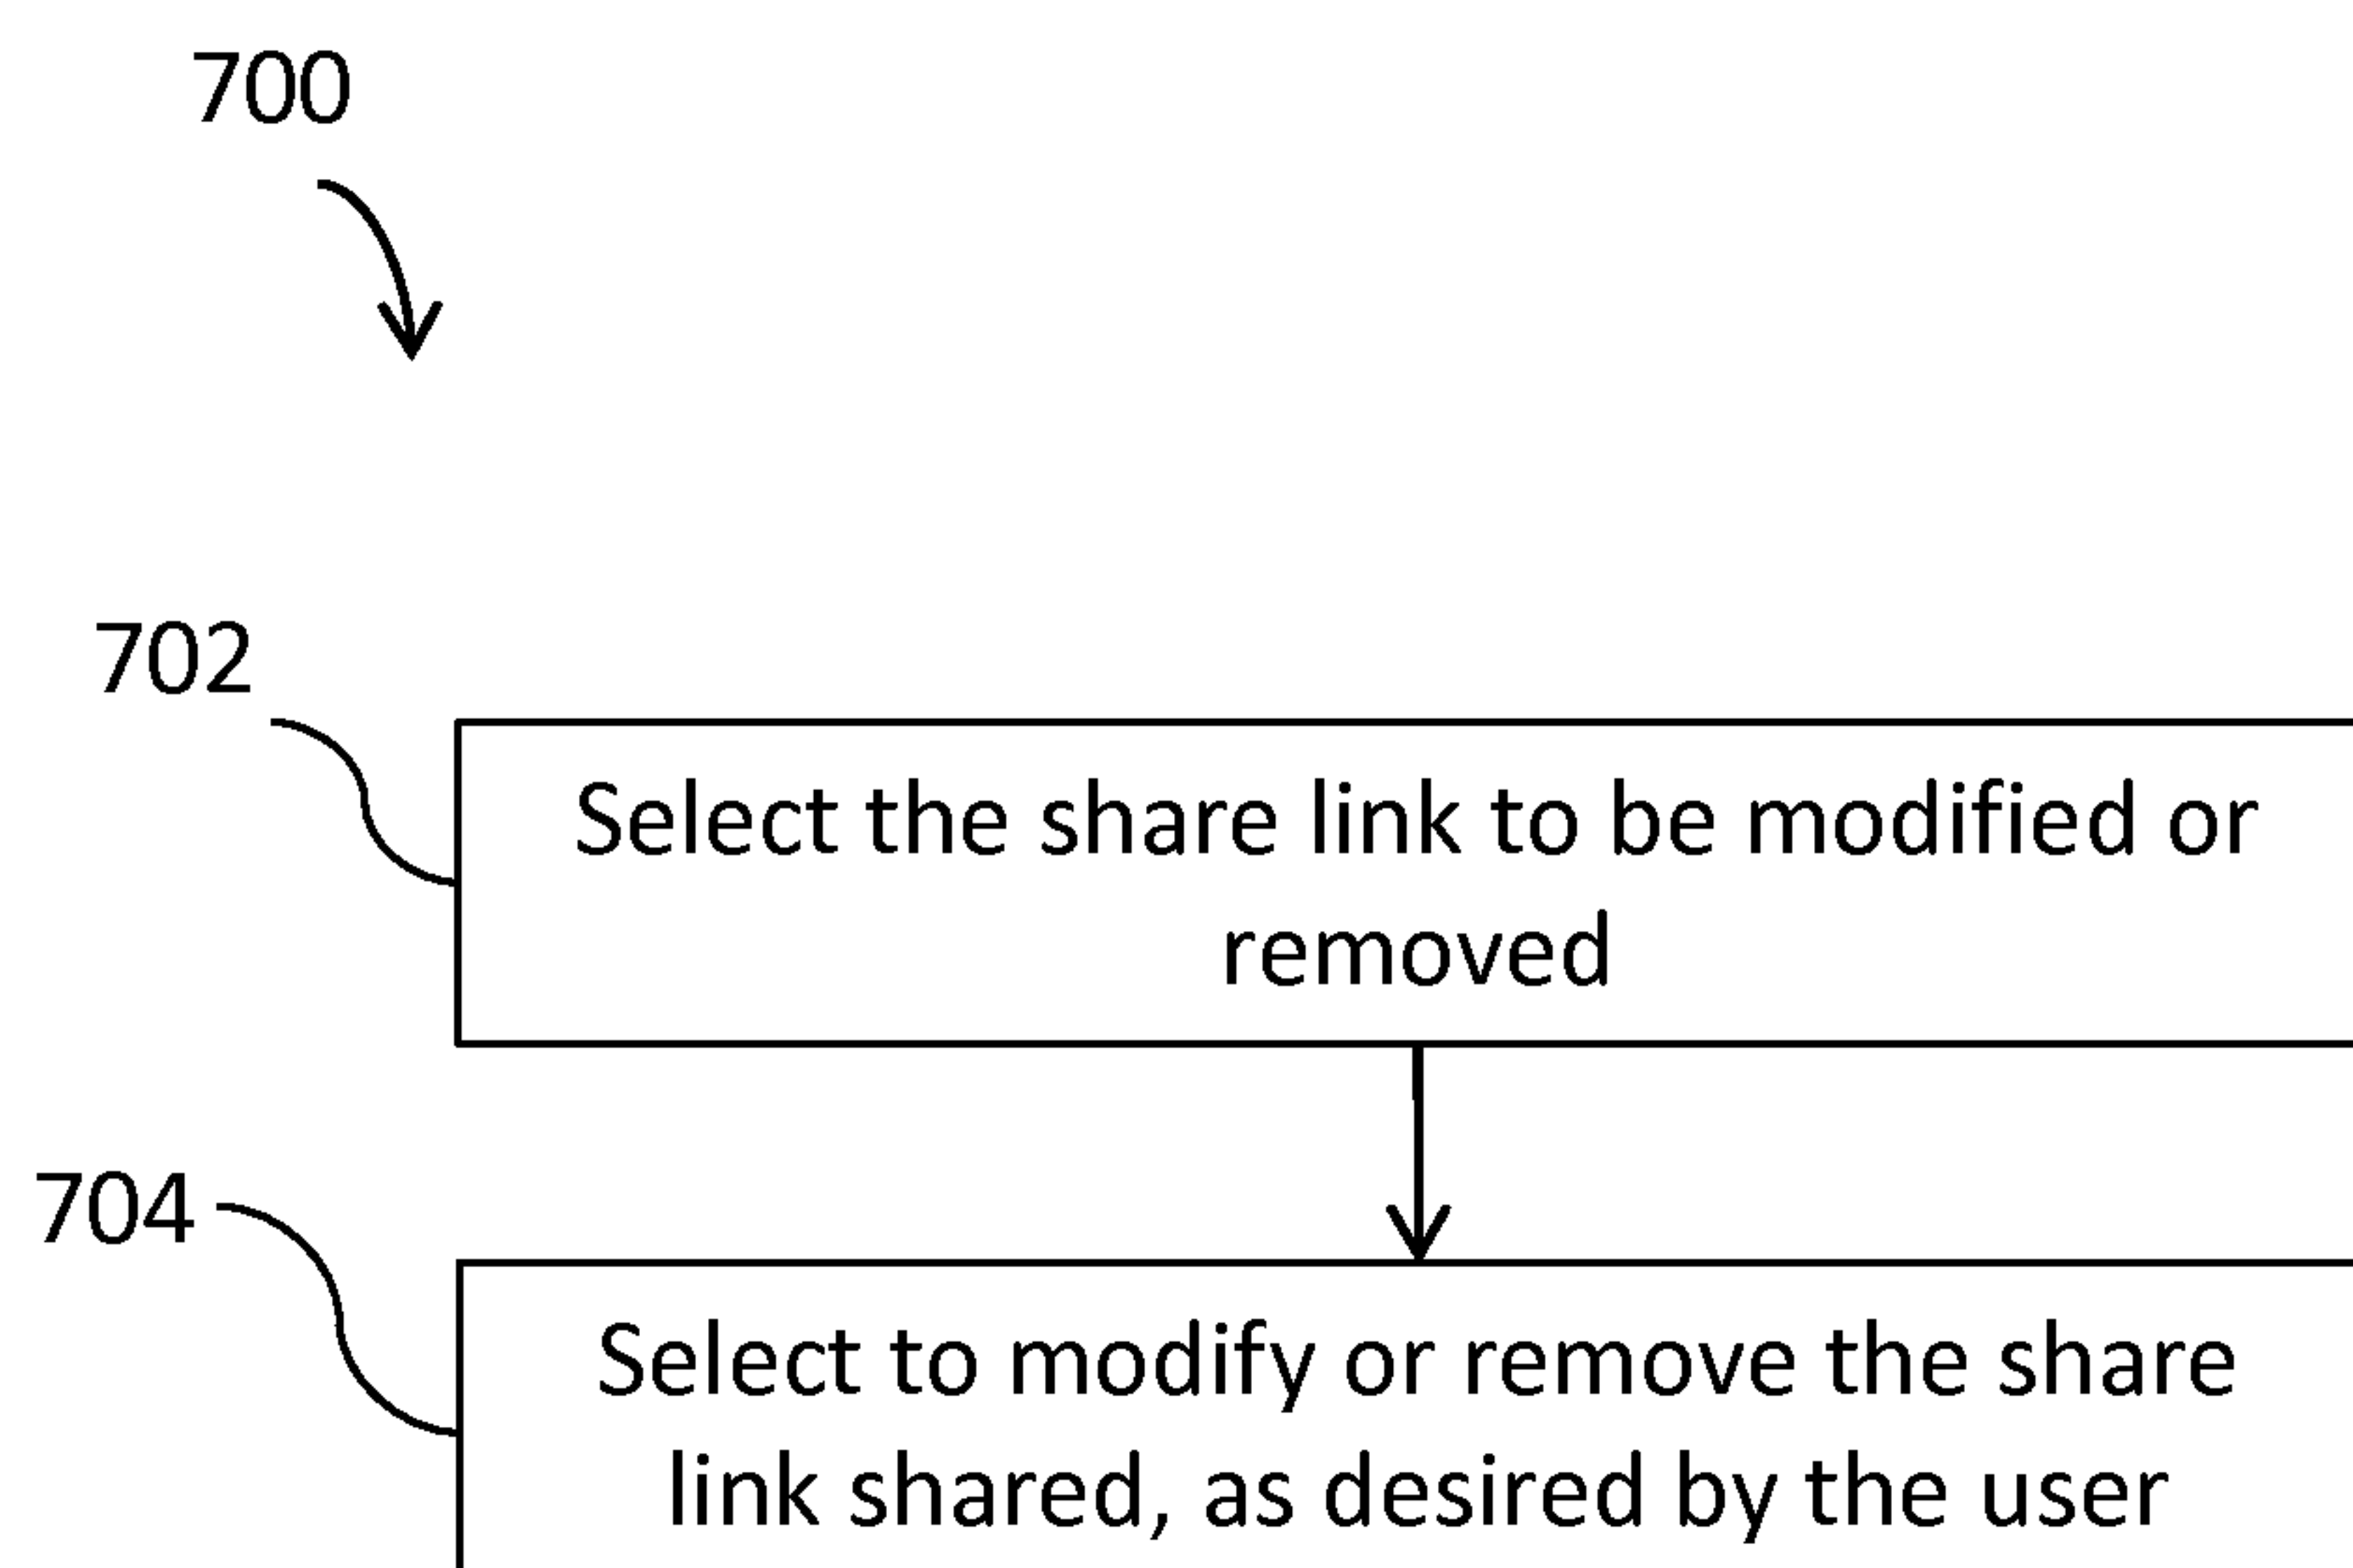 700
702
Select the share link to be modified or
removed
704
Select to modify or remove the share
link shared, as desired by the user